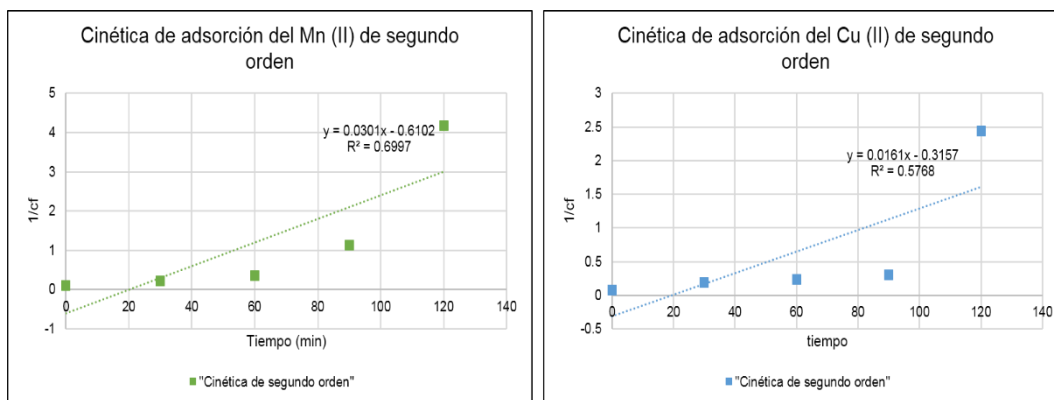 Cinética de adsorción del Mn (II) de segundo
orden
5
4
3
2
1
0
-1
1/cf
y = 0.0301x - 0.6102
R² = 0.6997
0 20 40 60 80 100 120 140
Tiempo (min)
"Cinética de segundo orden"
Cinética de adsorción del Cu (II) de segundo
orden
3
2.5
2
1.5
1
0.5
0
-0.5
1/cf
y = 0.0161x - 0.3157
R² = 0.5768
0 20 40 60 80 100 120 140
tiempo
"Cinética de segundo orden"